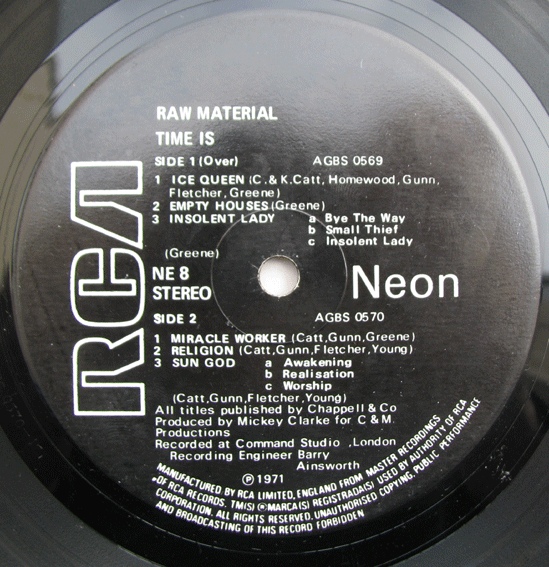 RAW MATERIAL
TIME IS
SIDE 1 (Over) AGBS 0569
1 ICE QUEEN (C.& K.Catt, Homewood, Gunn,
Fletcher, Greene)
2 EMPTY HOUSES (Greene)
3 INSOLENT LADY a Bye The Way
b Small Thief
c Insolent Lady
(Greene)
RCA
NE 8
STEREO
Neon
SIDE 2 AGBS 0570
1 MIRACLE WORKER (Catt,Gunn,Greene)
2 RELIGION (Catt,Gunn,Fletcher,Young)
3 SUN GOD a Awakening
b Realisation
c Worship
(Catt,Gunn,Fletcher,Young)
All titles published by Chappell & Co
Produced by Mickey Clarke for C & M.
Productions
Recorded at Command Studio ,London
Recording Engineer Barry
Ainsworth
℗ 1971
MANUFACTURED BY RCA LIMITED, ENGLAND FROM MASTER RECORDINGS
OF RCA RECORDS. TM(S) ® MARCA(S) REGISTRADA(S) USED BY AUTHORITY OF RCA
CORPORATION. ALL RIGHTS RESERVED. UNAUTHORISED COPYING, PUBLIC PERFORMANCE
AND BROADCASTING OF THIS RECORD FORBIDDEN